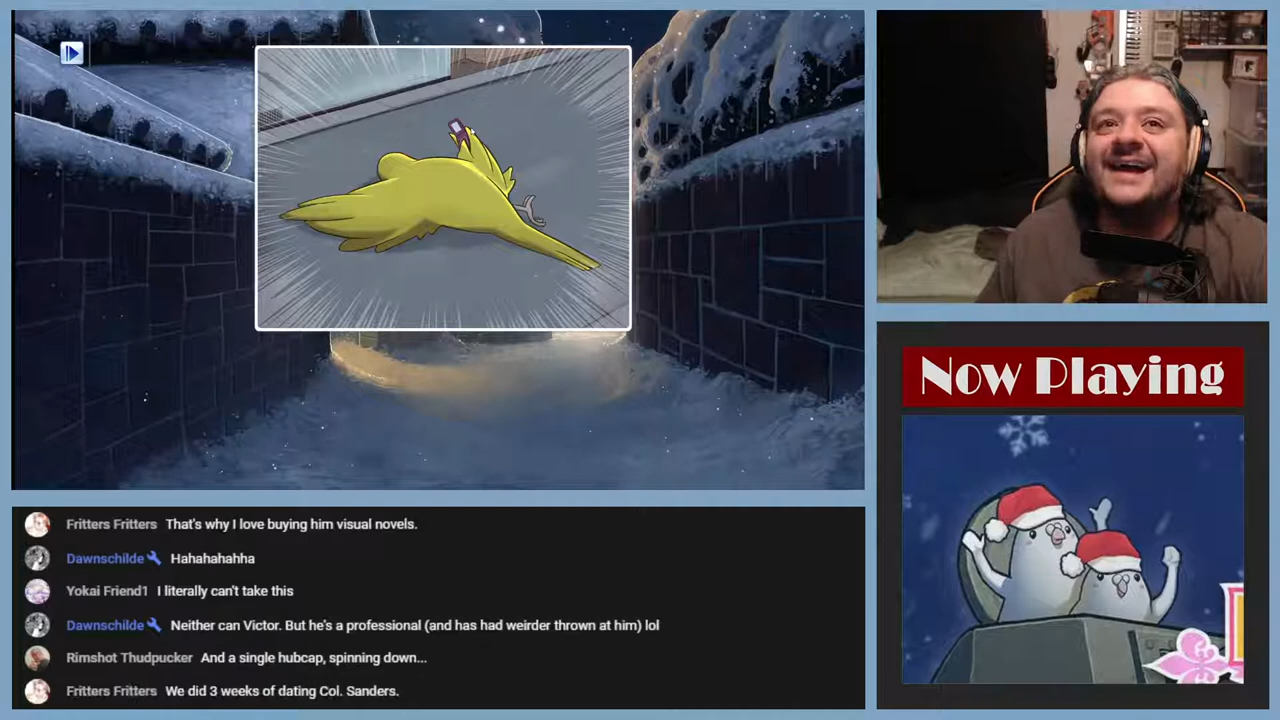 Now Playing
Fritters Fritters That's why I love buying him visual novels.
Dawnschilde Hahahahahha
Yokai Friend1 I literally can't take this
Dawnschilde Neither can Victor. But he's a professional (and has had weirder thrown at him) lol
Rimshot Thudpucker And a single hubcap, spinning down...
Fritters Fritters We did 3 weeks of dating Col. Sanders.